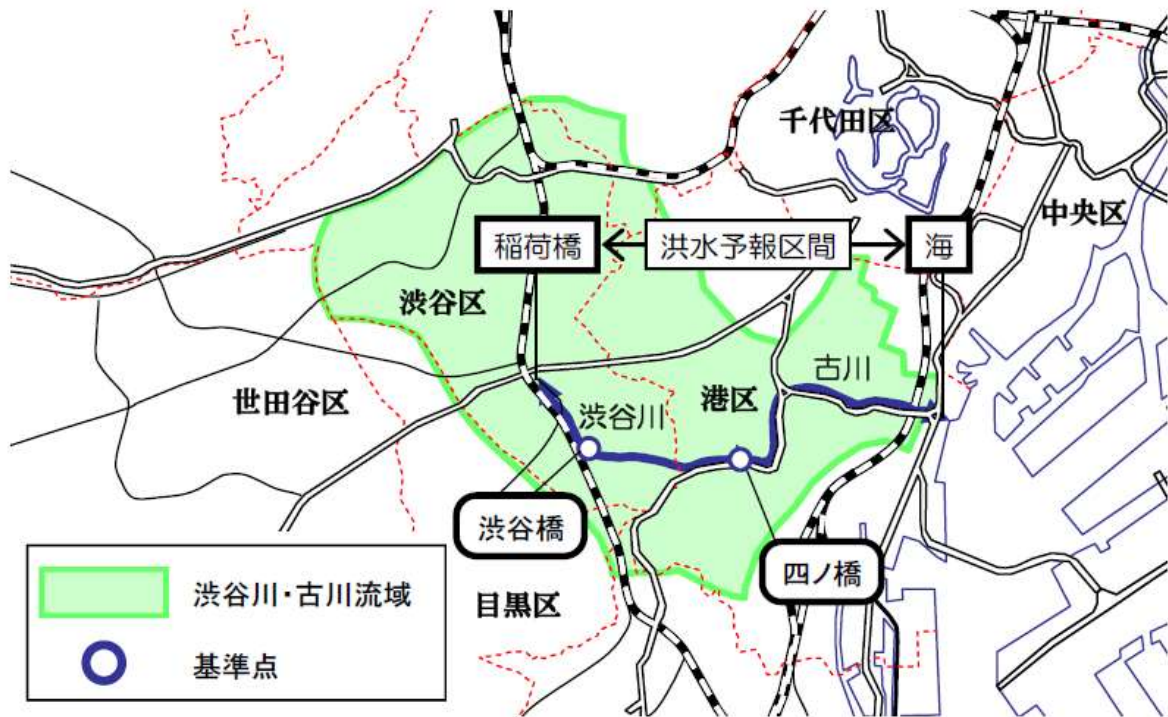 千代田区
中央区
稲荷橋
洪水予報区間
海
渋谷区
古川
世田谷区
渋谷川
港区
渋谷橋
四ノ橋
目黒区
渋谷川・古川流域
基準点